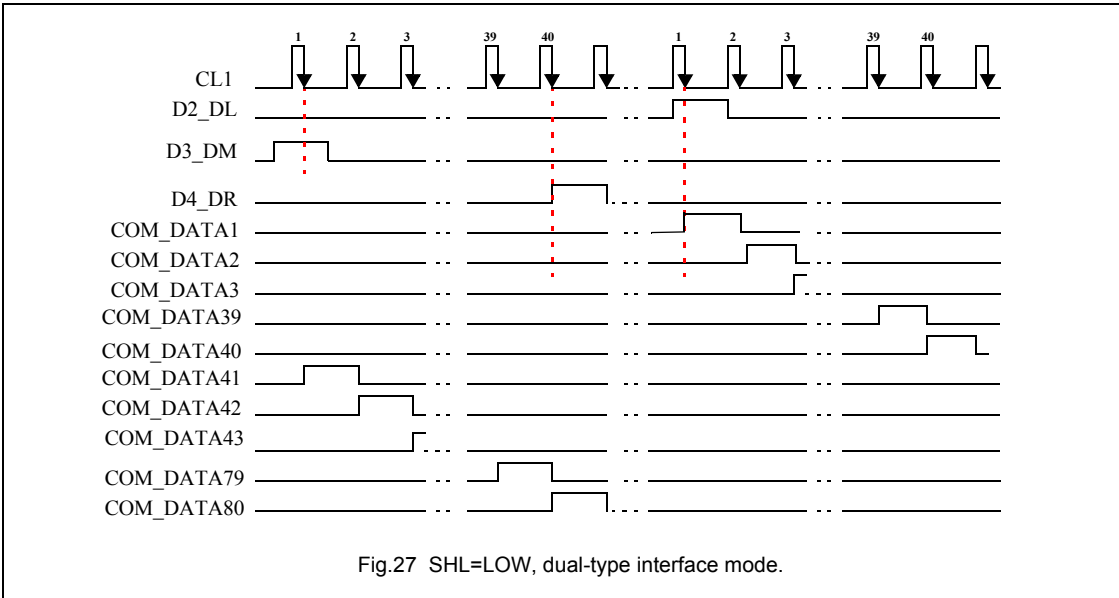 1 2 3 39 40 1 2 3 39 40
CL1
D2_DL
D3_DM
D4_DR
COM_DATA1
COM_DATA2
COM_DATA3
COM_DATA39
COM_DATA40
COM_DATA41
COM_DATA42
COM_DATA43
COM_DATA79
COM_DATA80
Fig.27 SHL=LOW, dual-type interface mode.